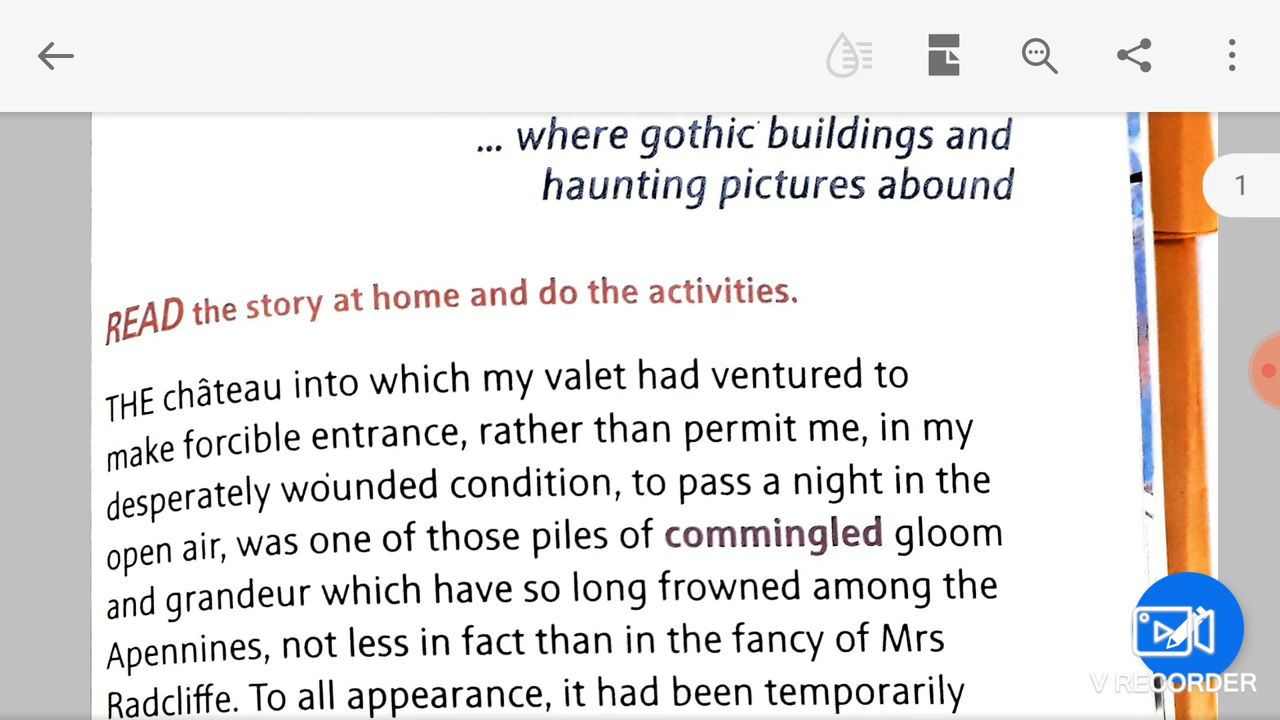 1
... where gothic buildings and
haunting pictures abound
READ the story at home and do the activities.
THE château into which my valet had ventured to
make forcible entrance, rather than permit me, in my
desperately wounded condition, to pass a night in the
open air, was one of those piles of commingled gloom
and grandeur which have so long frowned among the
Apennines, not less in fact than in the fancy of Mrs
Radcliffe. To all appearance, it had been temporarily
V RECORDER